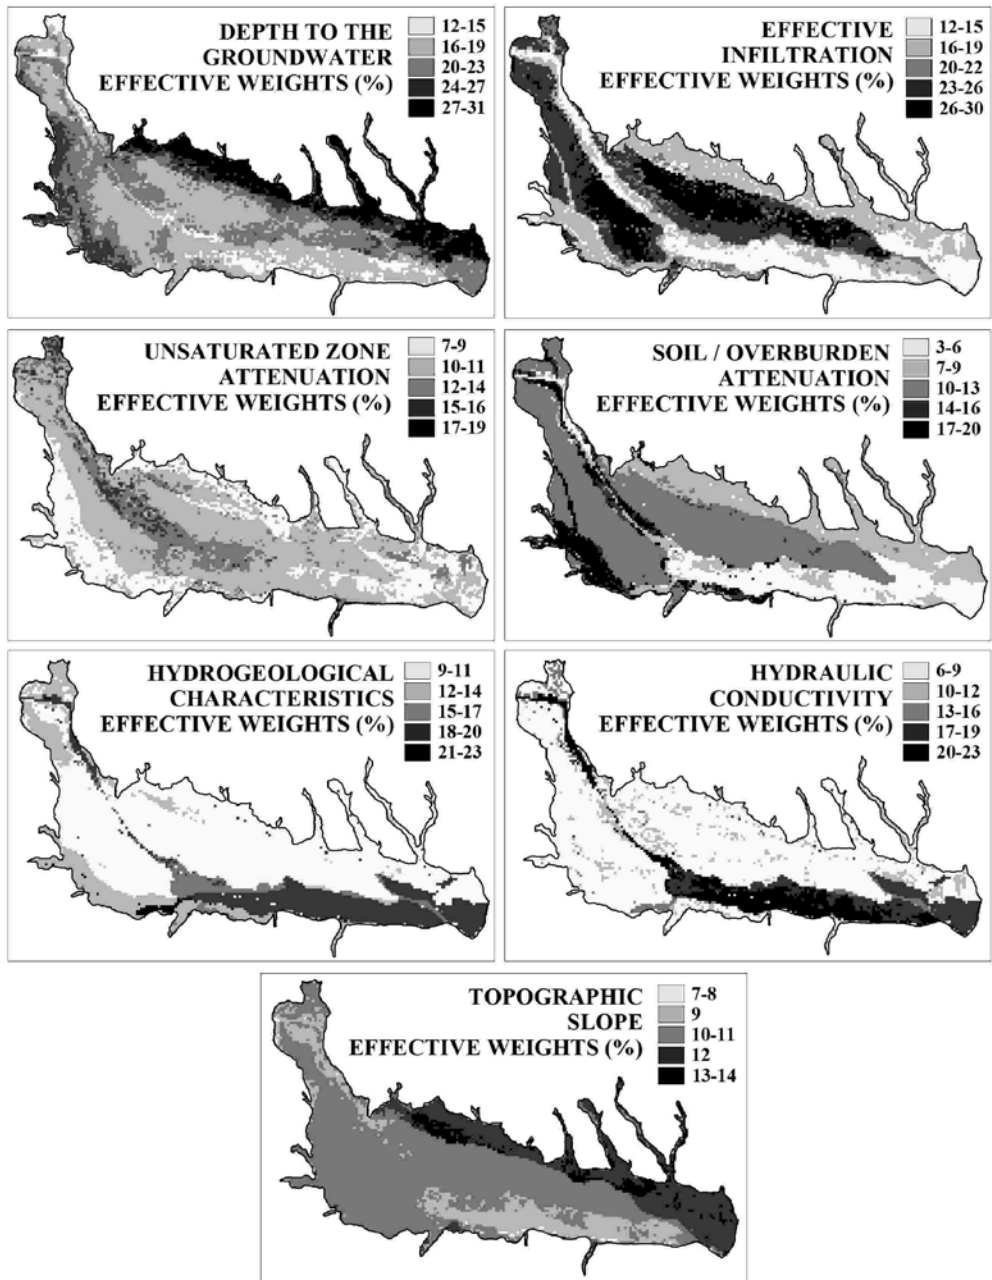 DEPTH TO THE
GROUNDWATER
EFFECTIVE WEIGHTS (%)
12-15
16-19
20-23
24-27
27-31
EFFECTIVE
INFILTRATION
EFFECTIVE WEIGHTS (%)
12-15
16-19
20-22
23-26
26-30
UNSATURATED ZONE
ATTENUATION
EFFECTIVE WEIGHTS (%)
7-9
10-11
12-14
15-16
17-19
SOIL / OVERBURDEN
ATTENUATION
EFFECTIVE WEIGHTS (%)
3-6
7-9
10-13
14-16
17-20
HYDROGEOLOGICAL
CHARACTERISTICS
EFFECTIVE WEIGHTS (%)
9-11
12-14
15-17
18-20
21-23
HYDRAULIC
CONDUCTIVITY
EFFECTIVE WEIGHTS (%)
6-9
10-12
13-16
17-19
20-23
TOPOGRAPHIC
SLOPE
EFFECTIVE WEIGHTS (%)
7-8
9
10-11
12
13-14